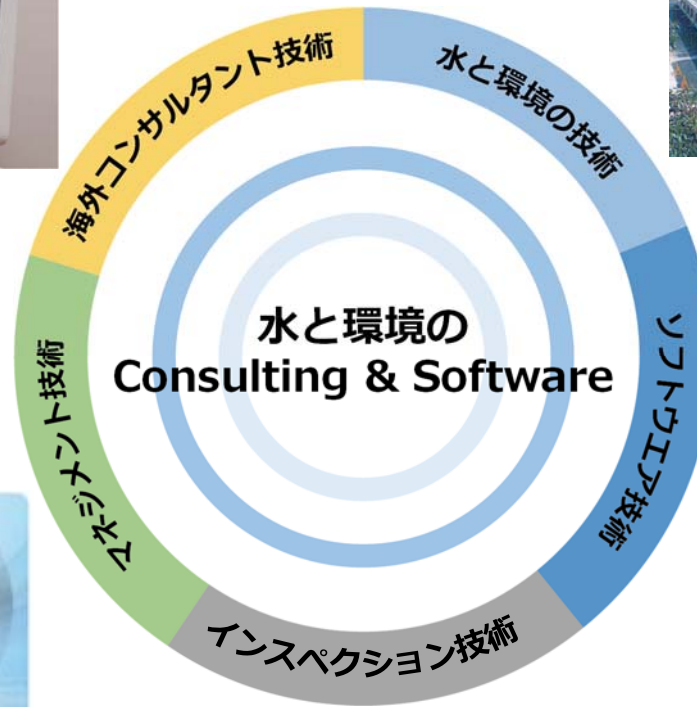 水と環境の
Consulting & Software
水と環境の技術
ソフトウエア技術
インスペクション技術
マネジメント技術
海外コンサルタント技術